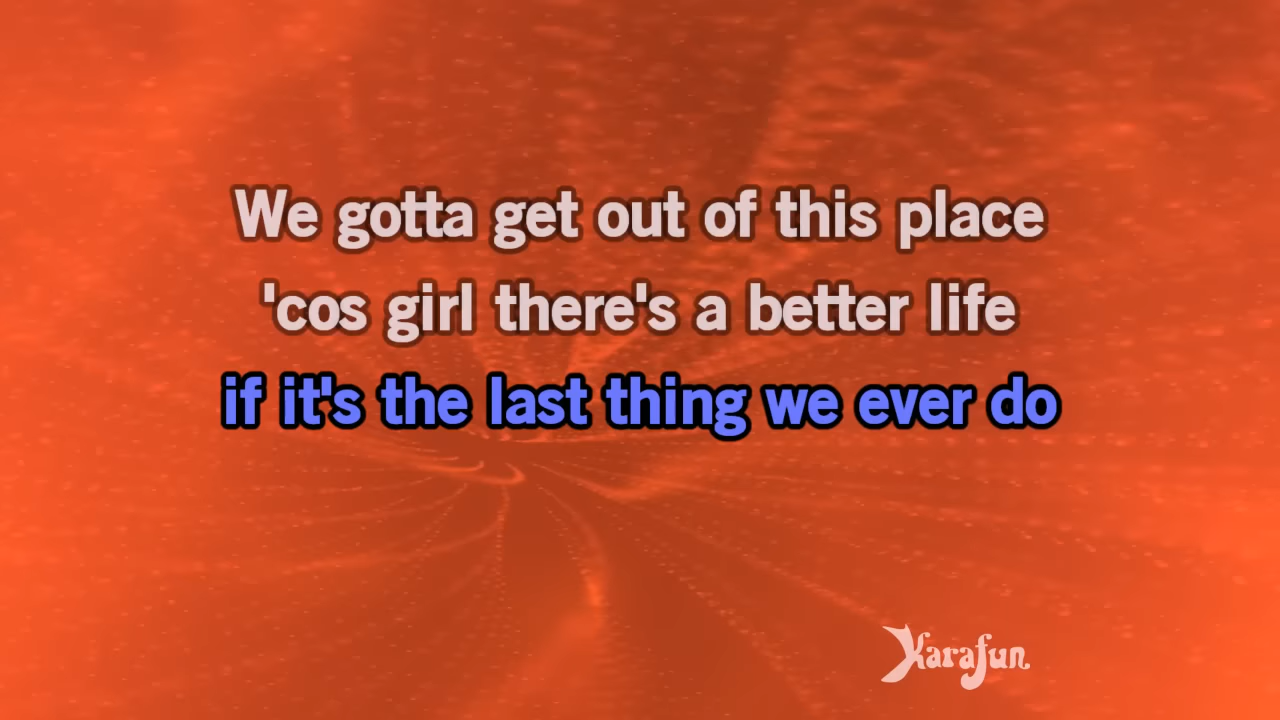 We gotta get out of this place
'cos girl there's a better life
if it's the last thing we ever do
Karafun